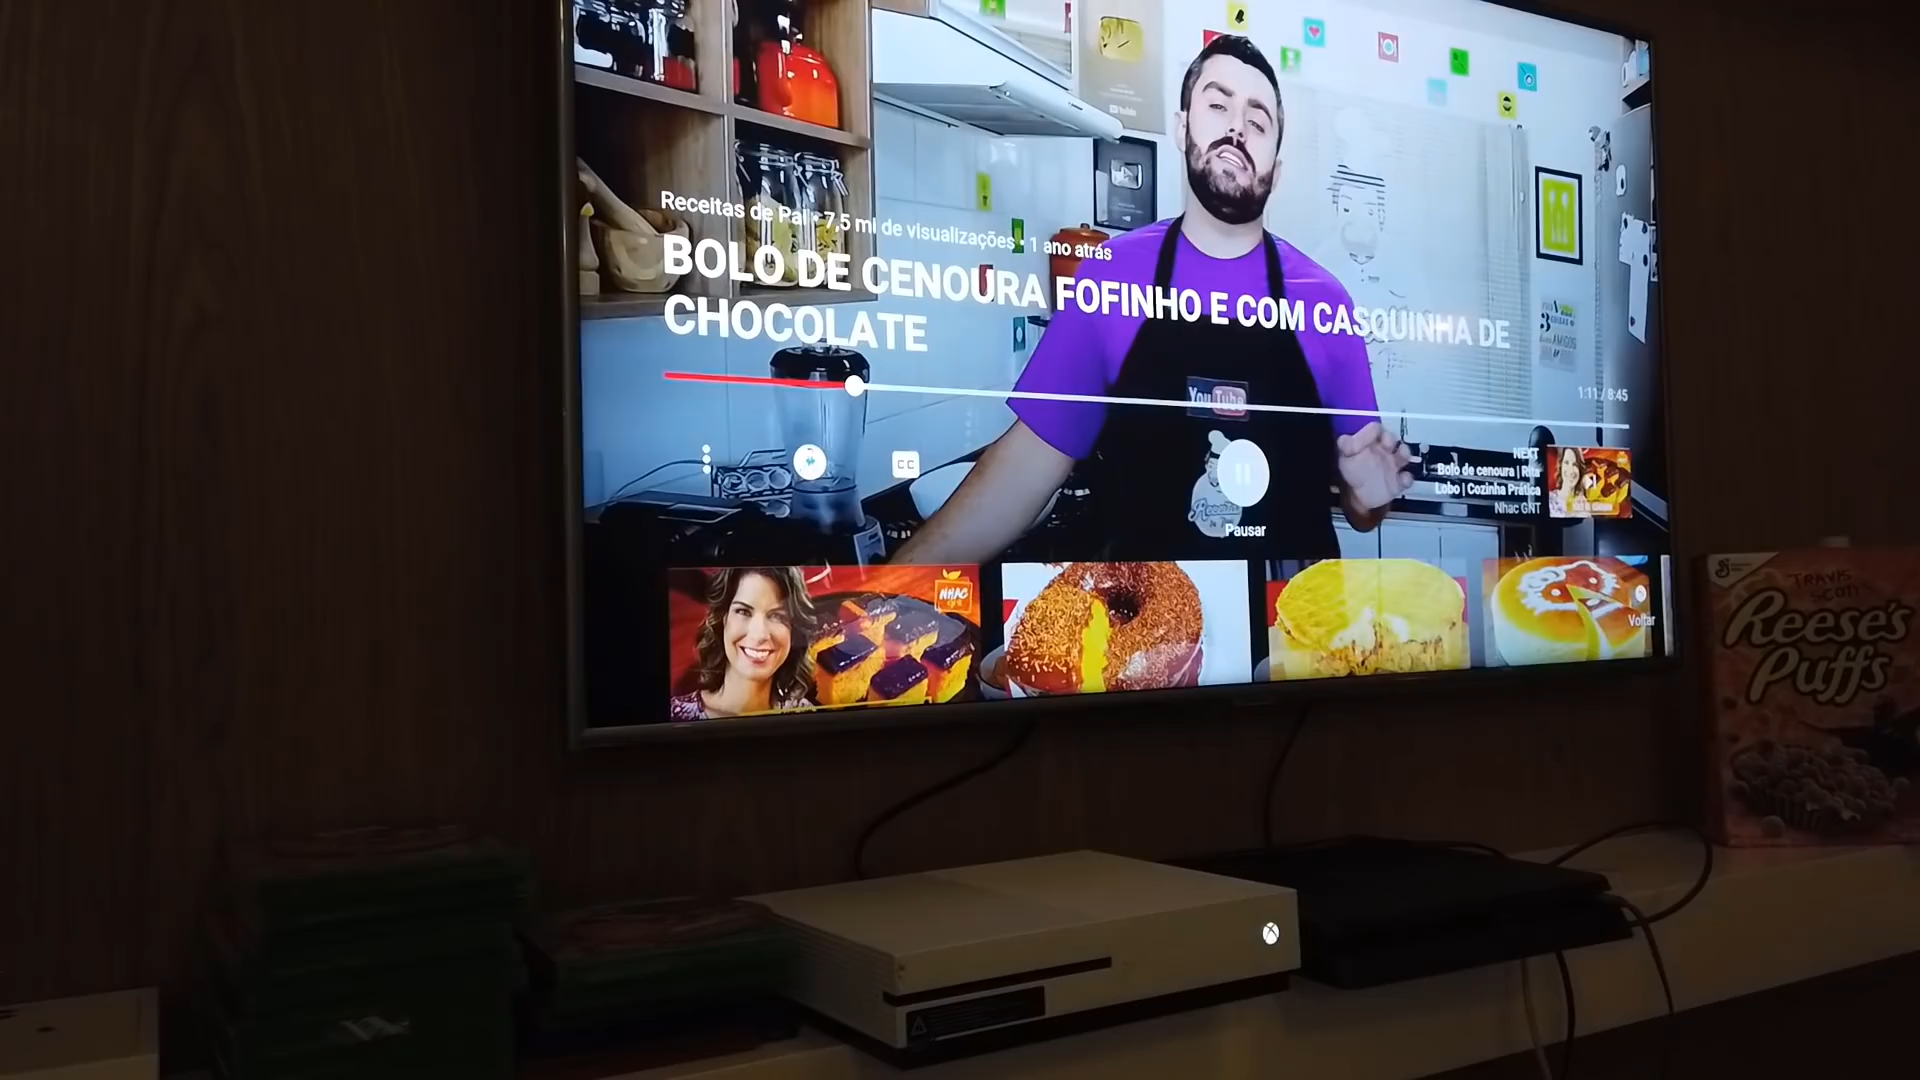 Receitas de Pai • 7,5 mi de visualizações • 1 ano atrás
BOLO DE CENOURA FOFINHO E COM CASQUINHA DE
CHOCOLATE
1:11 / 8:45
YouTube
CC
NEXT
Bolo de cenoura | Rita
Lobo | Cozinha Prática
Nhac GNT
Pausar
NHAC
Voltar
TRAVIS
SCOTT
Reese's
Puffs